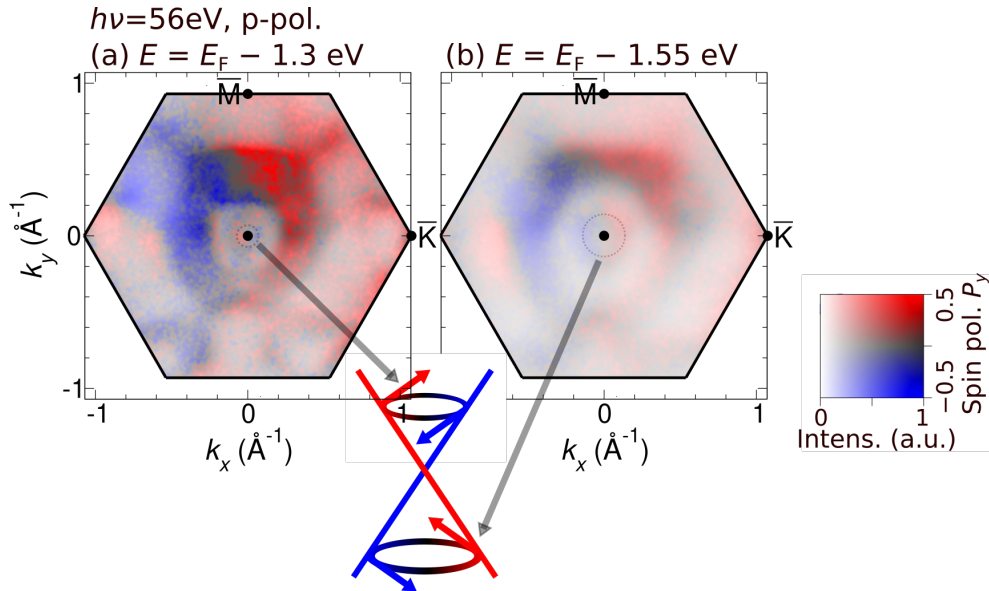 hν=56eV, p-pol.
(a) E = E_F − 1.3 eV
(b) E = E_F − 1.55 eV
1
0
-1
k_y (Å⁻¹)
M̅
K̅
M̅
K̅
-1
0
1
k_x (Å⁻¹)
0
1
k_x (Å⁻¹)
0.5
−0.5
Spin pol. P_y
0
1
Intens. (a.u.)